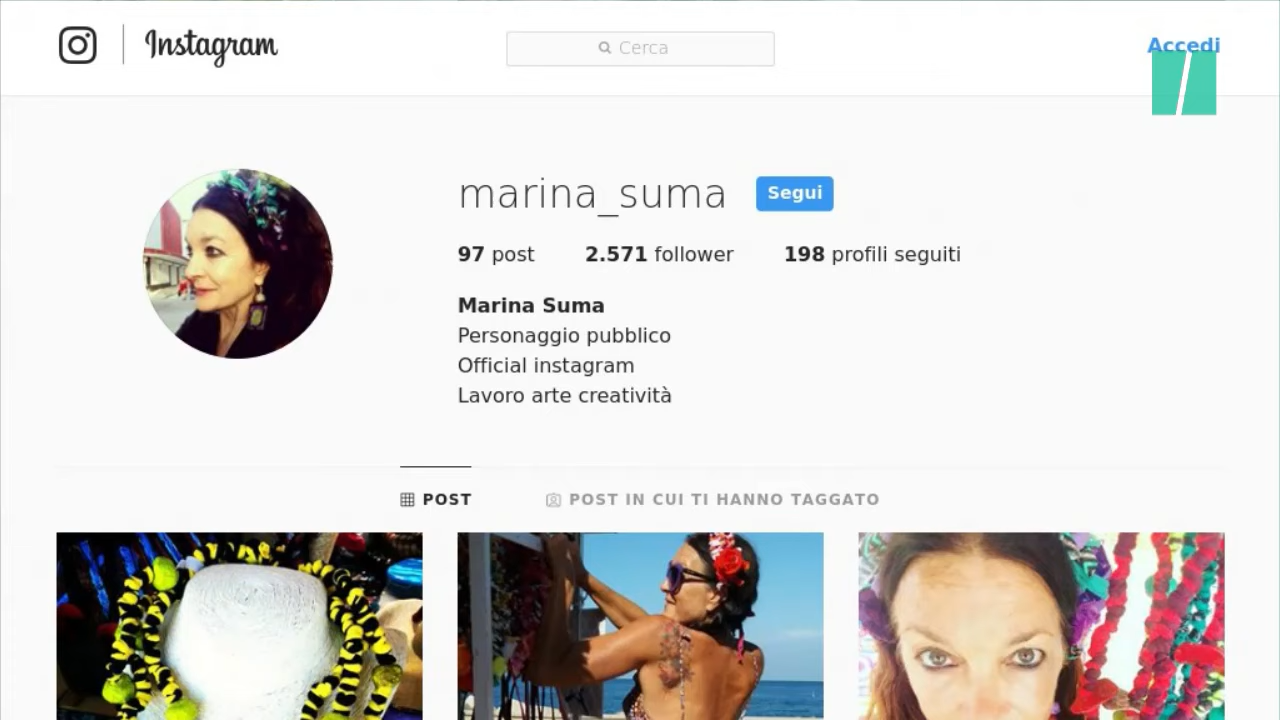 Instagram
Cerca
Accedi
marina_suma
Segui
97 post 2.571 follower 198 profili seguiti
Marina Suma
Personaggio pubblico
Official instagram
Lavoro arte creatività
POST
POST IN CUI TI HANNO TAGGATO